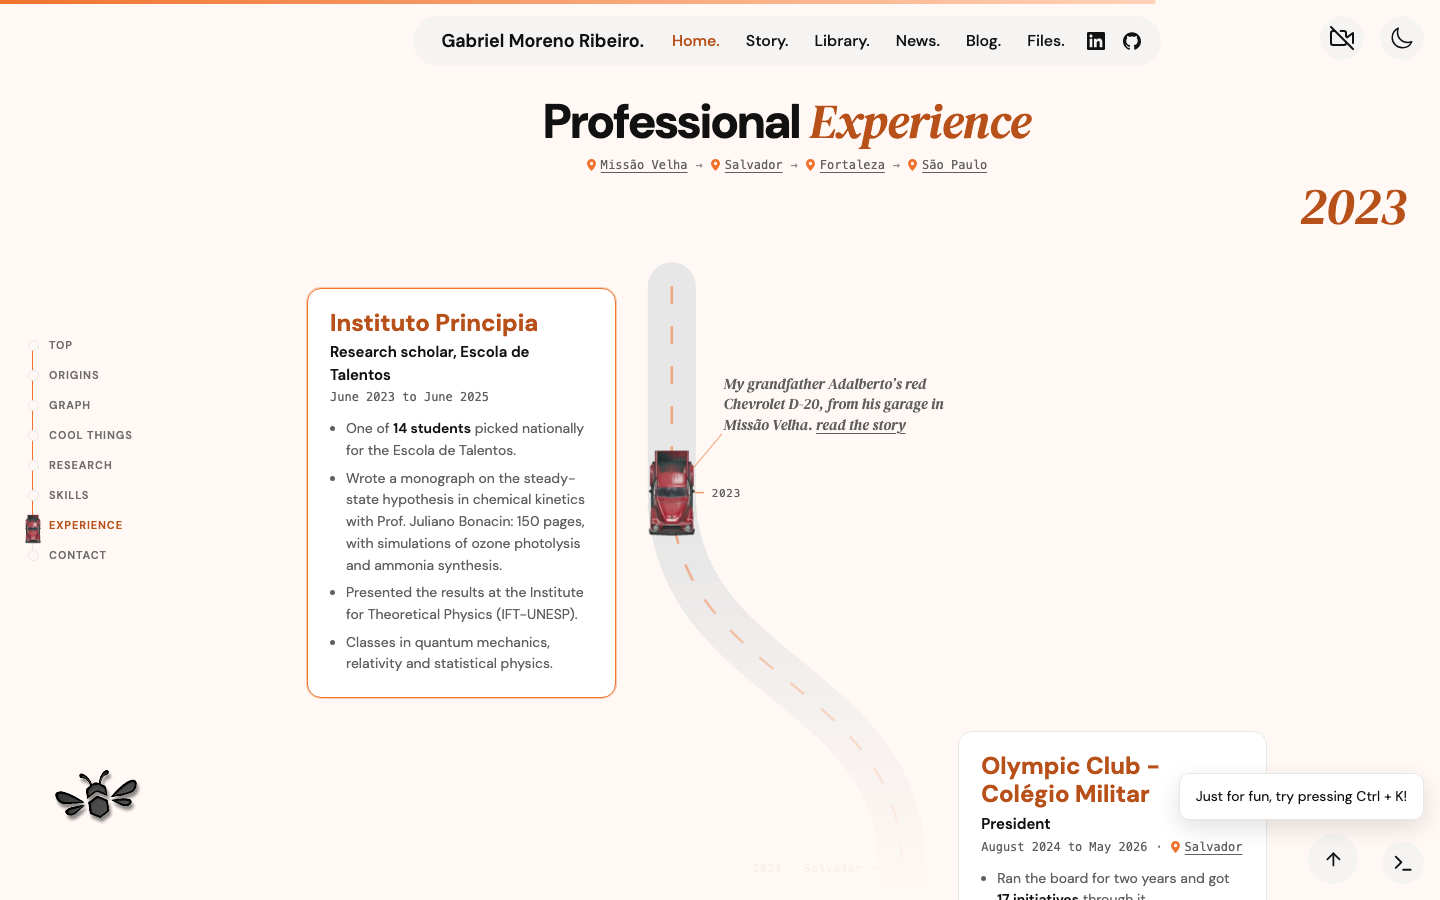 Gabriel Moreno Ribeiro. Home. Story. Library. News. Blog. Files.
Professional Experience
Missão Velha → Salvador → Fortaleza → São Paulo
2023
Instituto Principia
Research scholar, Escola de
Talentos
June 2023 to June 2025
One of 14 students picked nationally
for the Escola de Talentos.
Wrote a monograph on the steady-
state hypothesis in chemical kinetics
with Prof. Juliano Bonacin: 150 pages,
with simulations of ozone photolysis
and ammonia synthesis.
Presented the results at the Institute
for Theoretical Physics (IFT-UNESP).
Classes in quantum mechanics,
relativity and statistical physics.
My grandfather Adalberto's red
Chevrolet D-20, from his garage in
Missão Velha. read the story
2023
TOP
ORIGINS
GRAPH
COOL THINGS
RESEARCH
SKILLS
EXPERIENCE
CONTACT
2024 · Salvador
Olympic Club –
Colégio Militar
President
August 2024 to May 2026 · Salvador
Ran the board for two years and got
17 initiatives through it
Just for fun, try pressing Ctrl + K!